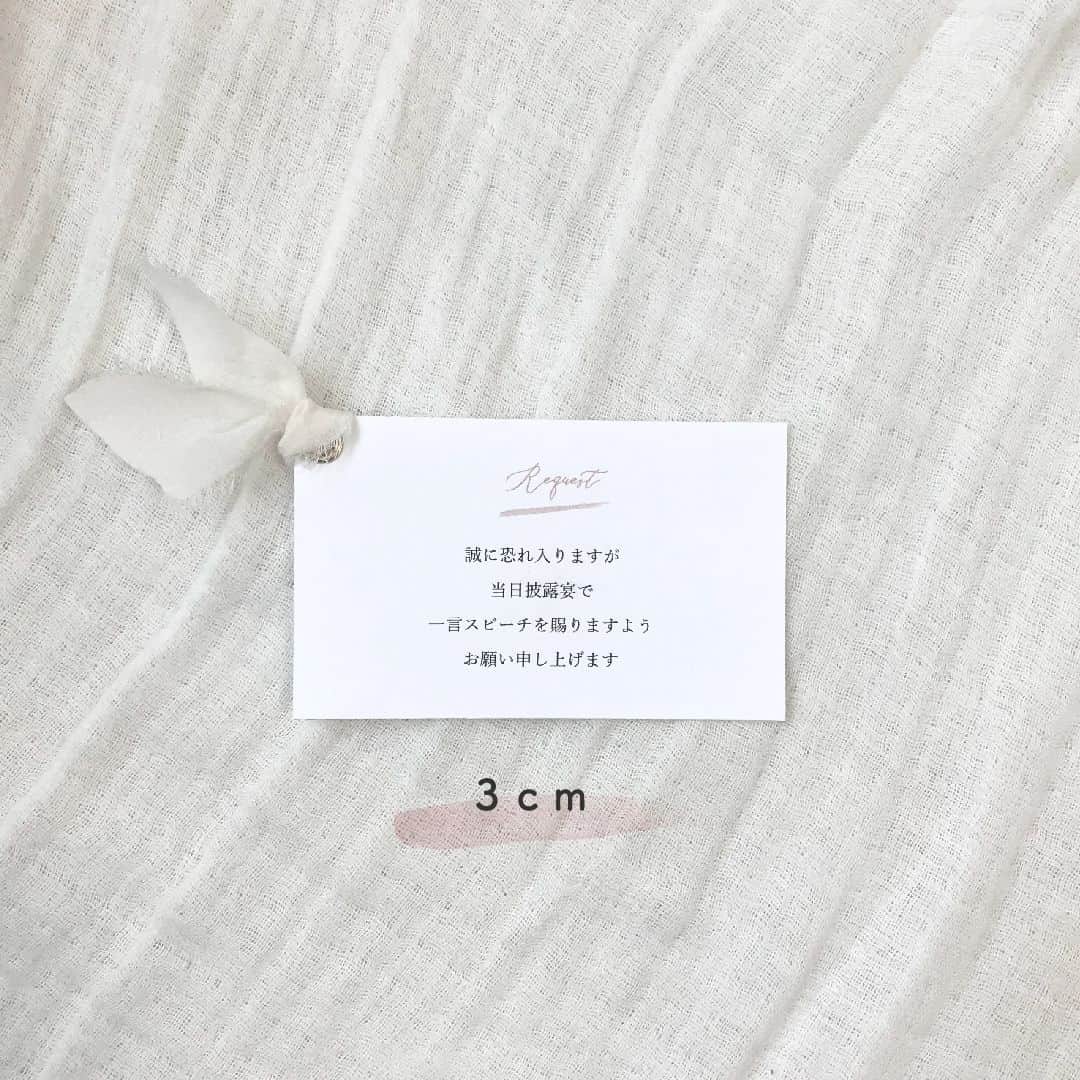 Request
誠に恐れ入りますが
当日披露宴で
一言スピーチを賜りますよう
お願い申し上げます
3cm